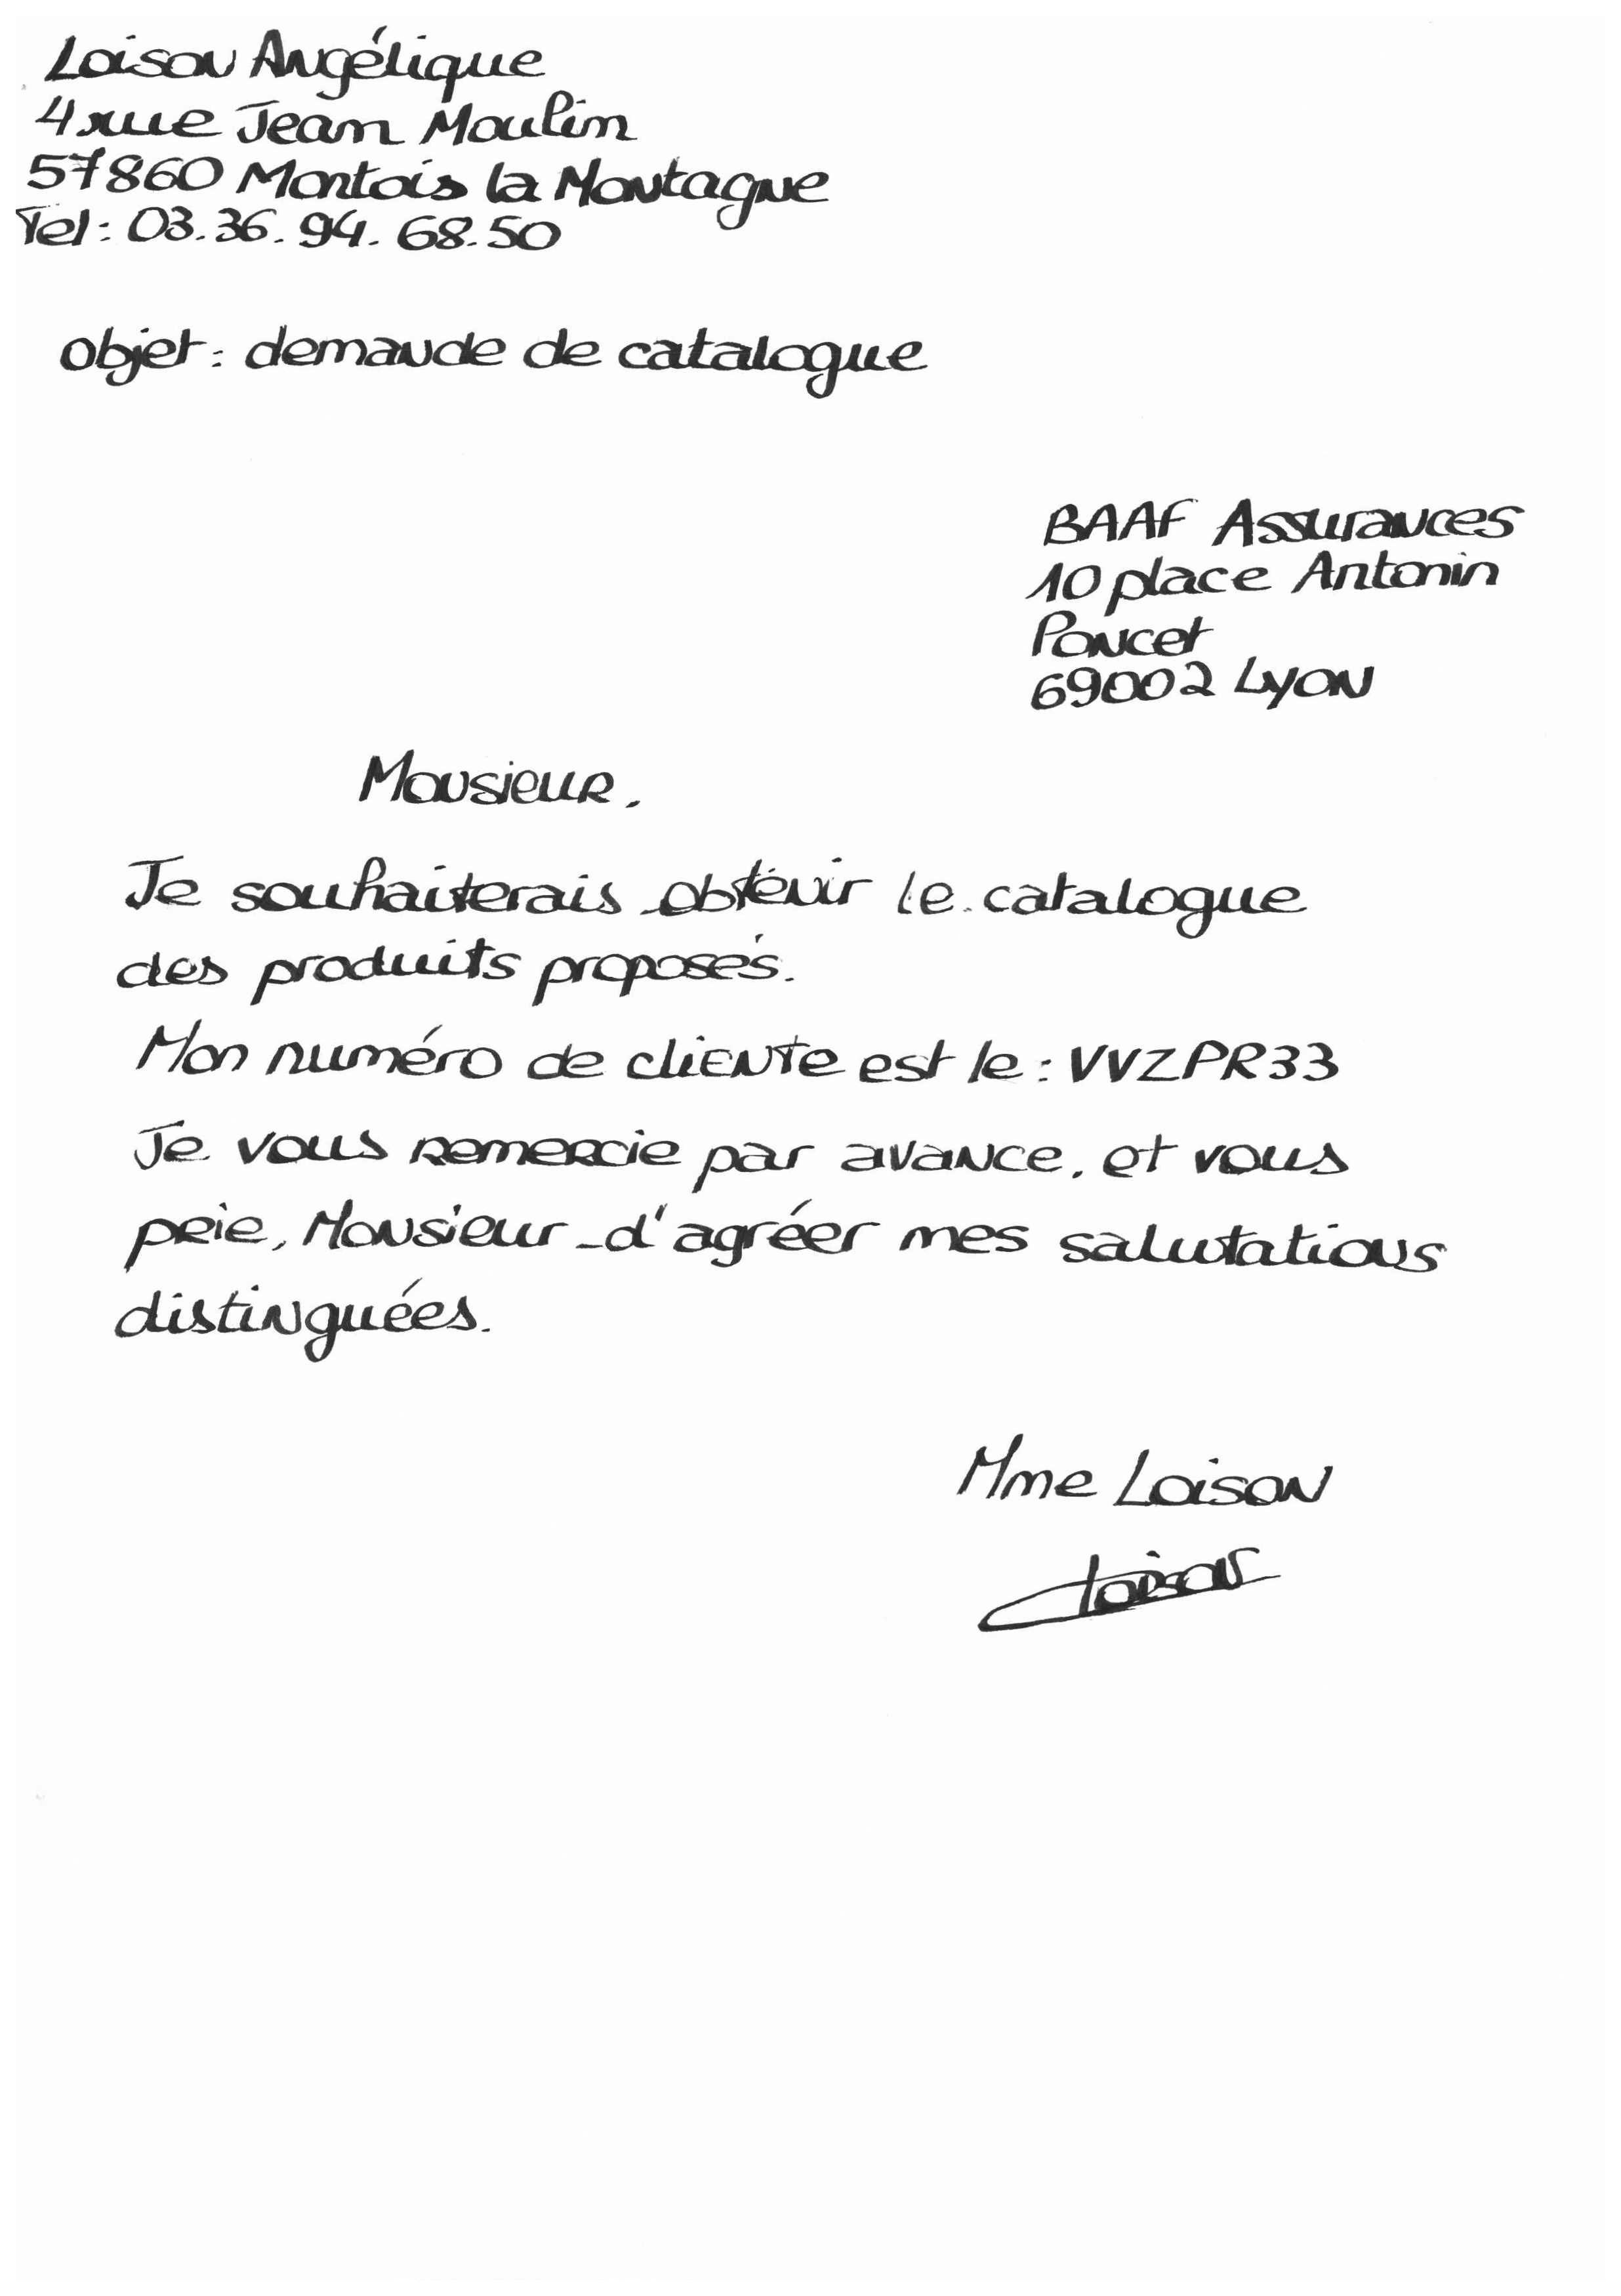 Loison Angélique
4 rue Jean Moulin
57860 Montois la Montagne
Tel : 03.36.94.68.50
objet : demande de catalogue
BAAF Assurances
10 place Antonin
Poncet
69002 Lyon
Monsieur,
Je souhaiterais obtenir le catalogue
des produits proposés.
Mon numéro de cliente est le : VVZPR33
Je vous remercie par avance, et vous
prie, Monsieur d'agréer mes salutations
distinguées.
Mme Loison
Loison